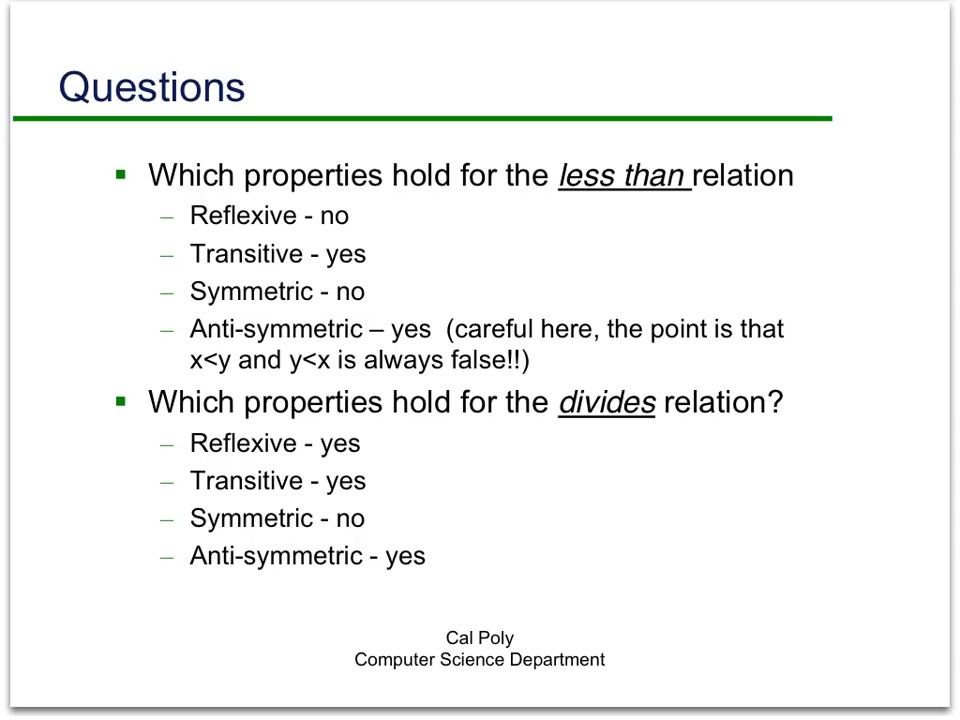 Questions
▪ Which properties hold for the less than relation
– Reflexive - no
– Transitive - yes
– Symmetric - no
– Anti-symmetric – yes  (careful here, the point is that
x<y and y<x is always false!!)
▪ Which properties hold for the divides relation?
– Reflexive - yes
– Transitive - yes
– Symmetric - no
– Anti-symmetric - yes
Cal Poly
Computer Science Department